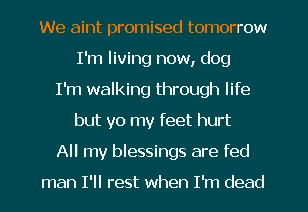 We aint promised tomorrow
I'm living now, dog
I'm walking through life
but yo my feet hurt
All my blessings are fed
man I'll rest when I'm dead